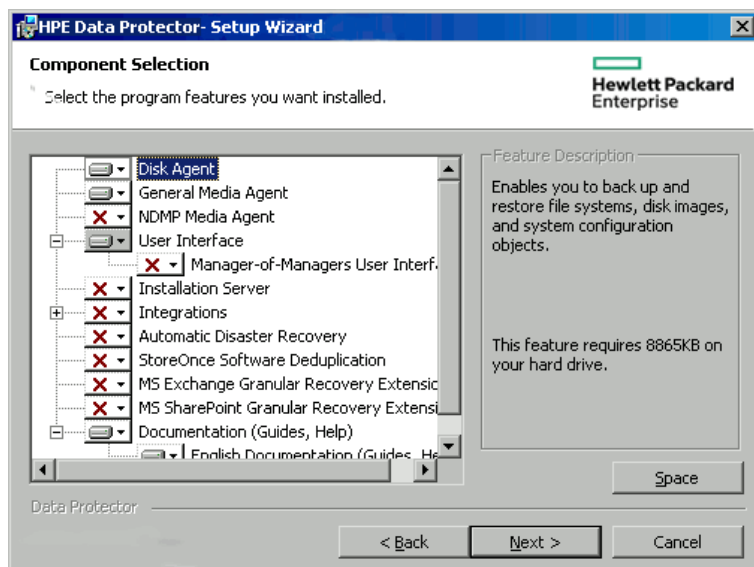 HPE Data Protector- Setup Wizard
Component Selection
Select the program features you want installed.
Hewlett Packard
Enterprise
Disk Agent
General Media Agent
NDMP Media Agent
User Interface
Manager-of-Managers User Interf
Installation Server
Integrations
Automatic Disaster Recovery
StoreOnce Software Deduplication
MS Exchange Granular Recovery Extensic
MS SharePoint Granular Recovery Extensi
Documentation (Guides, Help)
English Documentation (Guides, He
Feature Description
Enables you to back up and
restore file systems, disk images,
and system configuration
objects.
This feature requires 8865KB on
your hard drive.
Space
Data Protector
< Back
Next >
Cancel